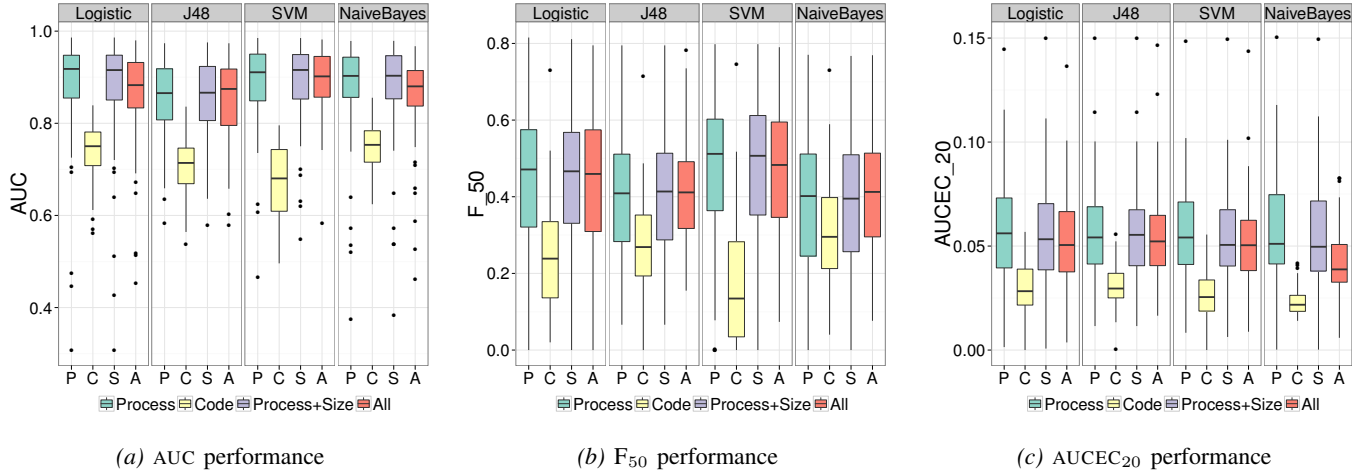 Logistic J48 SVM NaiveBayes
1.0
0.8
0.6
0.4
AUC
P C S A P C S A P C S A P C S A
Process Code Process+Size All
(a) AUC performance
Logistic J48 SVM NaiveBayes
0.8
0.6
0.4
0.2
0.0
F_50
P C S A P C S A P C S A P C S A
Process Code Process+Size All
(b) F50 performance
Logistic J48 SVM NaiveBayes
0.15
0.10
0.05
0.00
AUCEC_20
P C S A P C S A P C S A P C S A
Process Code Process+Size All
(c) AUCEC20 performance